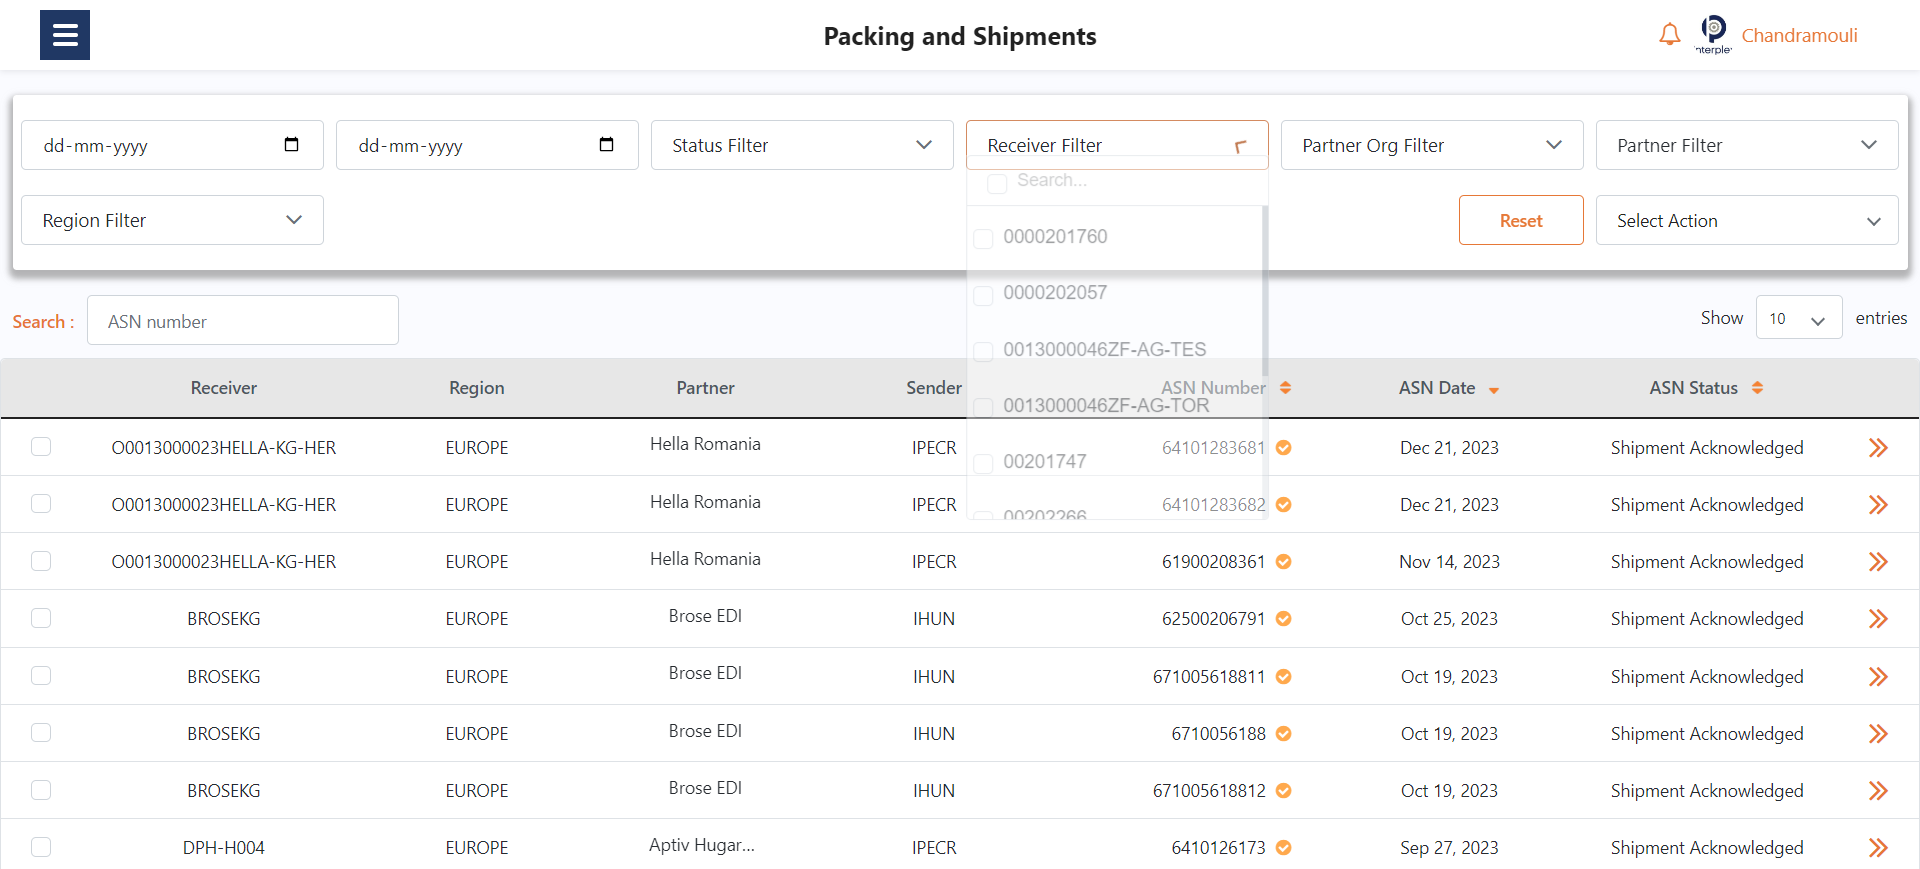 Packing and Shipments
nterple
Chandramouli
dd-mm-yyyy
dd-mm-yyyy
Status Filter
Receiver Filter
Partner Org Filter
Partner Filter
Region Filter
Reset
Select Action
Search...
0000201760
0000202057
0013000046ZF-AG-TES
0013000046ZF-AG-TOR
00201747
00202266
Search :
ASN number
Show 10 entries
Receiver Region Partner Sender ASN Number ASN Date ASN Status
O0013000023HELLA-KG-HER EUROPE Hella Romania IPECR 64101283681 Dec 21, 2023 Shipment Acknowledged
O0013000023HELLA-KG-HER EUROPE Hella Romania IPECR 64101283682 Dec 21, 2023 Shipment Acknowledged
O0013000023HELLA-KG-HER EUROPE Hella Romania IPECR 61900208361 Nov 14, 2023 Shipment Acknowledged
BROSEKG EUROPE Brose EDI IHUN 62500206791 Oct 25, 2023 Shipment Acknowledged
BROSEKG EUROPE Brose EDI IHUN 671005618811 Oct 19, 2023 Shipment Acknowledged
BROSEKG EUROPE Brose EDI IHUN 6710056188 Oct 19, 2023 Shipment Acknowledged
BROSEKG EUROPE Brose EDI IHUN 671005618812 Oct 19, 2023 Shipment Acknowledged
DPH-H004 EUROPE Aptiv Hugar... IPECR 6410126173 Sep 27, 2023 Shipment Acknowledged